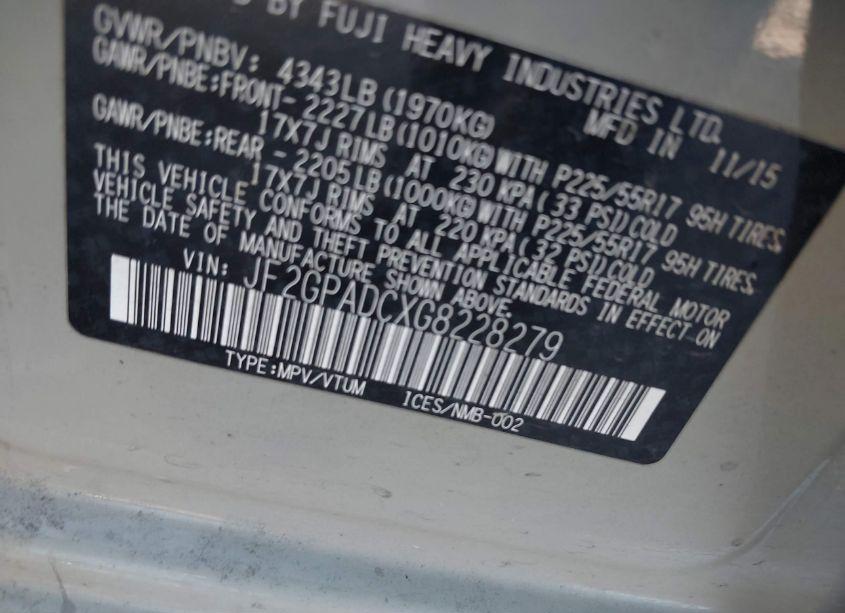 BY FUJI HEAVY INDUSTRIES LTD.
MFD IN 11/15
GVWR/PNBV: 4343LB(1970KG)
GAWR/PNBE:FRONT- 2227LB(1010KG)WITH P225/55R17 95H TIRES,
17X7J RIMS AT 230 KPA( 33 PSI)COLD
GAWR/PNBE:REAR - 2205LB(1000KG)WITH P225/55R17 95H TIRES,
17X7J RIMS AT 220 KPA( 32 PSI)COLD
THIS VEHICLE CONFORMS TO ALL APPLICABLE FEDERAL MOTOR
VEHICLE SAFETY AND THEFT PREVENTION STANDARDS IN EFFECT ON
THE DATE OF MANUFACTURE SHOWN ABOVE.
VIN: JF2GPADCXG8228279
TYPE:MPV/VTUM ICES/NMB-002